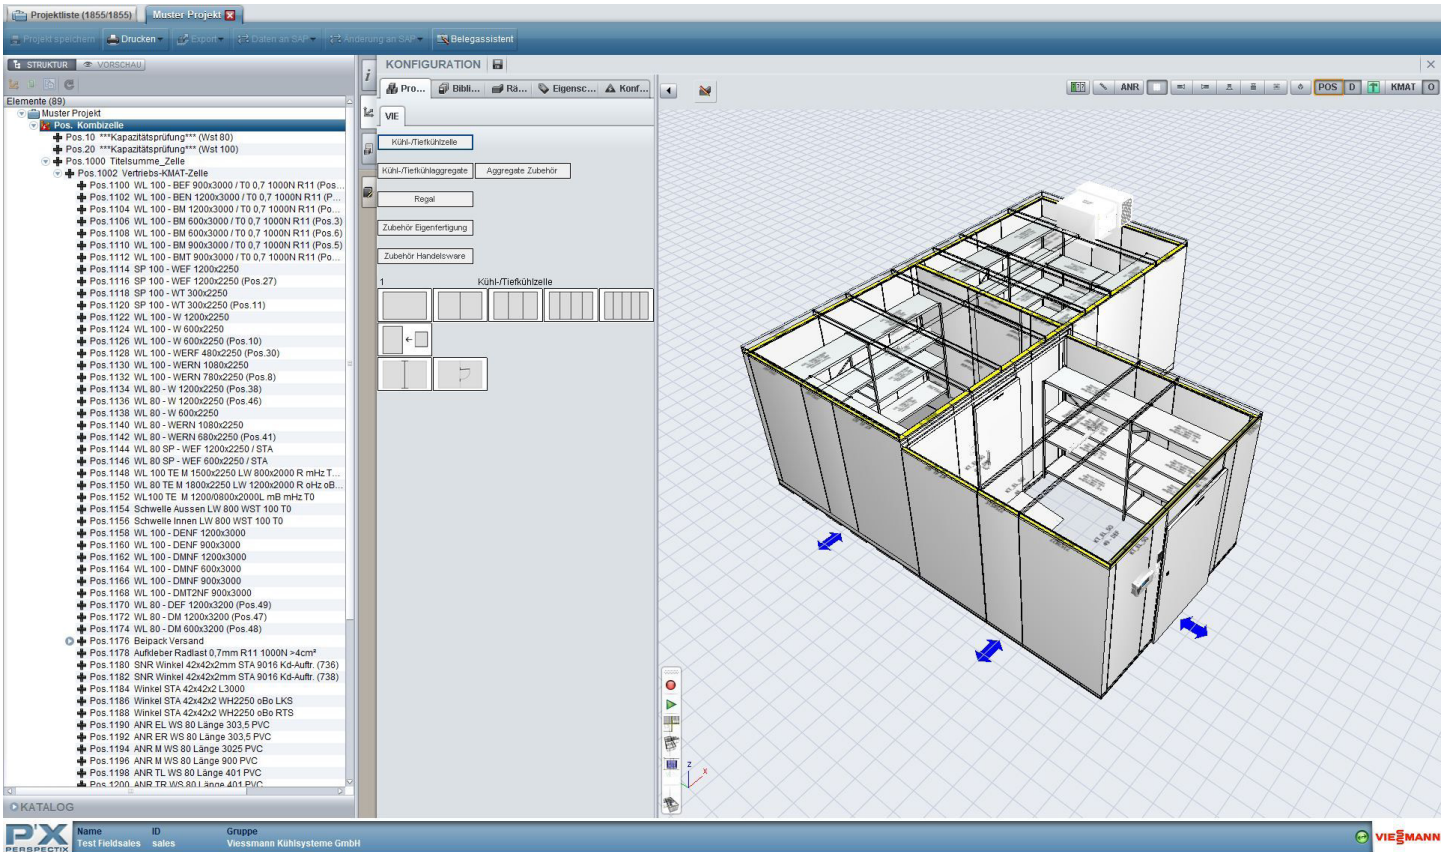 Projektliste (1855/1855) Muster Projekt
Projekt speichern Drucken Export Daten an SAP Änderung an SAP Belegassistent
STRUKTUR VORSCHAU
Elemente (89)
Muster Projekt
Pos. Kombizelle
Pos.10 ***Kapazitätsprüfung*** (Wst 80)
Pos.20 ***Kapazitätsprüfung*** (Wst 100)
Pos.1000 Titelsumme_Zelle
Pos.1002 Vertriebs-KMAT-Zelle
Pos.1100 WL 100 - BEF 900x3000 / T0 0,7 1000N R11 (Pos...
Pos.1102 WL 100 - BEN 1200x3000 / T0 0,7 1000N R11 (P...
Pos.1104 WL 100 - BM 1200x3000 / T0 0,7 1000N R11 (Po...
Pos.1106 WL 100 - BM 600x3000 / T0 0,7 1000N R11 (Pos.3)
Pos.1108 WL 100 - BM 600x3000 / T0 0,7 1000N R11 (Pos.6)
Pos.1110 WL 100 - BM 900x3000 / T0 0,7 1000N R11 (Pos.5)
Pos.1112 WL 100 - BMT 900x3000 / T0 0,7 1000N R11 (Po...
Pos.1114 SP 100 - WEF 1200x2250
Pos.1116 SP 100 - WEF 1200x2250 (Pos.27)
Pos.1118 SP 100 - WT 300x2250
Pos.1120 SP 100 - WT 300x2250 (Pos.11)
Pos.1122 WL 100 - W 1200x2250
Pos.1124 WL 100 - W 600x2250
Pos.1126 WL 100 - W 600x2250 (Pos.10)
Pos.1128 WL 100 - WERF 480x2250 (Pos.30)
Pos.1130 WL 100 - WERN 1080x2250
Pos.1132 WL 100 - WERN 780x2250 (Pos.8)
Pos.1134 WL 80 - W 1200x2250 (Pos.38)
Pos.1136 WL 80 - W 1200x2250 (Pos.46)
Pos.1138 WL 80 - W 600x2250
Pos.1140 WL 80 - WERN 1080x2250
Pos.1142 WL 80 - WERN 680x2250 (Pos.41)
Pos.1144 WL 80 SP - WEF 1200x2250 / STA
Pos.1146 WL 80 SP - WEF 600x2250 / STA
Pos.1148 WL 100 TE M 1500x2250 LW 800x2000 R mHz T...
Pos.1150 WL 80 TE M 1800x2250 LW 1200x2000 R oHz oB...
Pos.1152 WL100 TE M 1200/0800x2000L mB mHz T0
Pos.1154 Schwelle Aussen LW 800 WST 100 T0
Pos.1156 Schwelle Innen LW 800 WST 100 T0
Pos.1158 WL 100 - DENF 1200x3000
Pos.1160 WL 100 - DENF 900x3000
Pos.1162 WL 100 - DMNF 1200x3000
Pos.1164 WL 100 - DMNF 600x3000
Pos.1166 WL 100 - DMNF 900x3000
Pos.1168 WL 100 - DMT2NF 900x3000
Pos.1170 WL 80 - DEF 1200x3200 (Pos.49)
Pos.1172 WL 80 - DM 1200x3200 (Pos.47)
Pos.1174 WL 80 - DM 600x3200 (Pos.48)
Pos.1176 Beipack Versand
Pos.1178 Aufkleber Radlast 0,7mm R11 1000N >4cm²
Pos.1180 SNR Winkel 42x42x2mm STA 9016 Kd-Auftr. (736)
Pos.1182 SNR Winkel 42x42x2mm STA 9016 Kd-Auftr. (738)
Pos.1184 Winkel STA 42x42x2 L3000
Pos.1186 Winkel STA 42x42x2 WH2250 oBo LKS
Pos.1188 Winkel STA 42x42x2 WH2250 oBo RTS
Pos.1190 ANR EL WS 80 Länge 303,5 PVC
Pos.1192 ANR ER WS 80 Länge 303,5 PVC
Pos.1194 ANR M WS 80 Länge 3025 PVC
Pos.1196 ANR M WS 80 Länge 900 PVC
Pos.1198 ANR TL WS 80 Länge 401 PVC
Pos.1200 ANR TR WS 80 Länge 401 PVC
KATALOG
KONFIGURATION
Pro... Bibli... Rä... Eigensc... Konf...
VIE
Kühl-/Tiefkühlzelle
Kühl-/Tiefkühlaggregate Aggregate Zubehör
Regal
Zubehör Eigenfertigung
Zubehör Handelsware
1 Kühl-/Tiefkühlzelle
ANR POS D T KMAT O
z
x
P'X PERSPECTIX
Name ID Gruppe
Test Fieldsales sales Viessmann Kühlsysteme GmbH
VIESSMANN